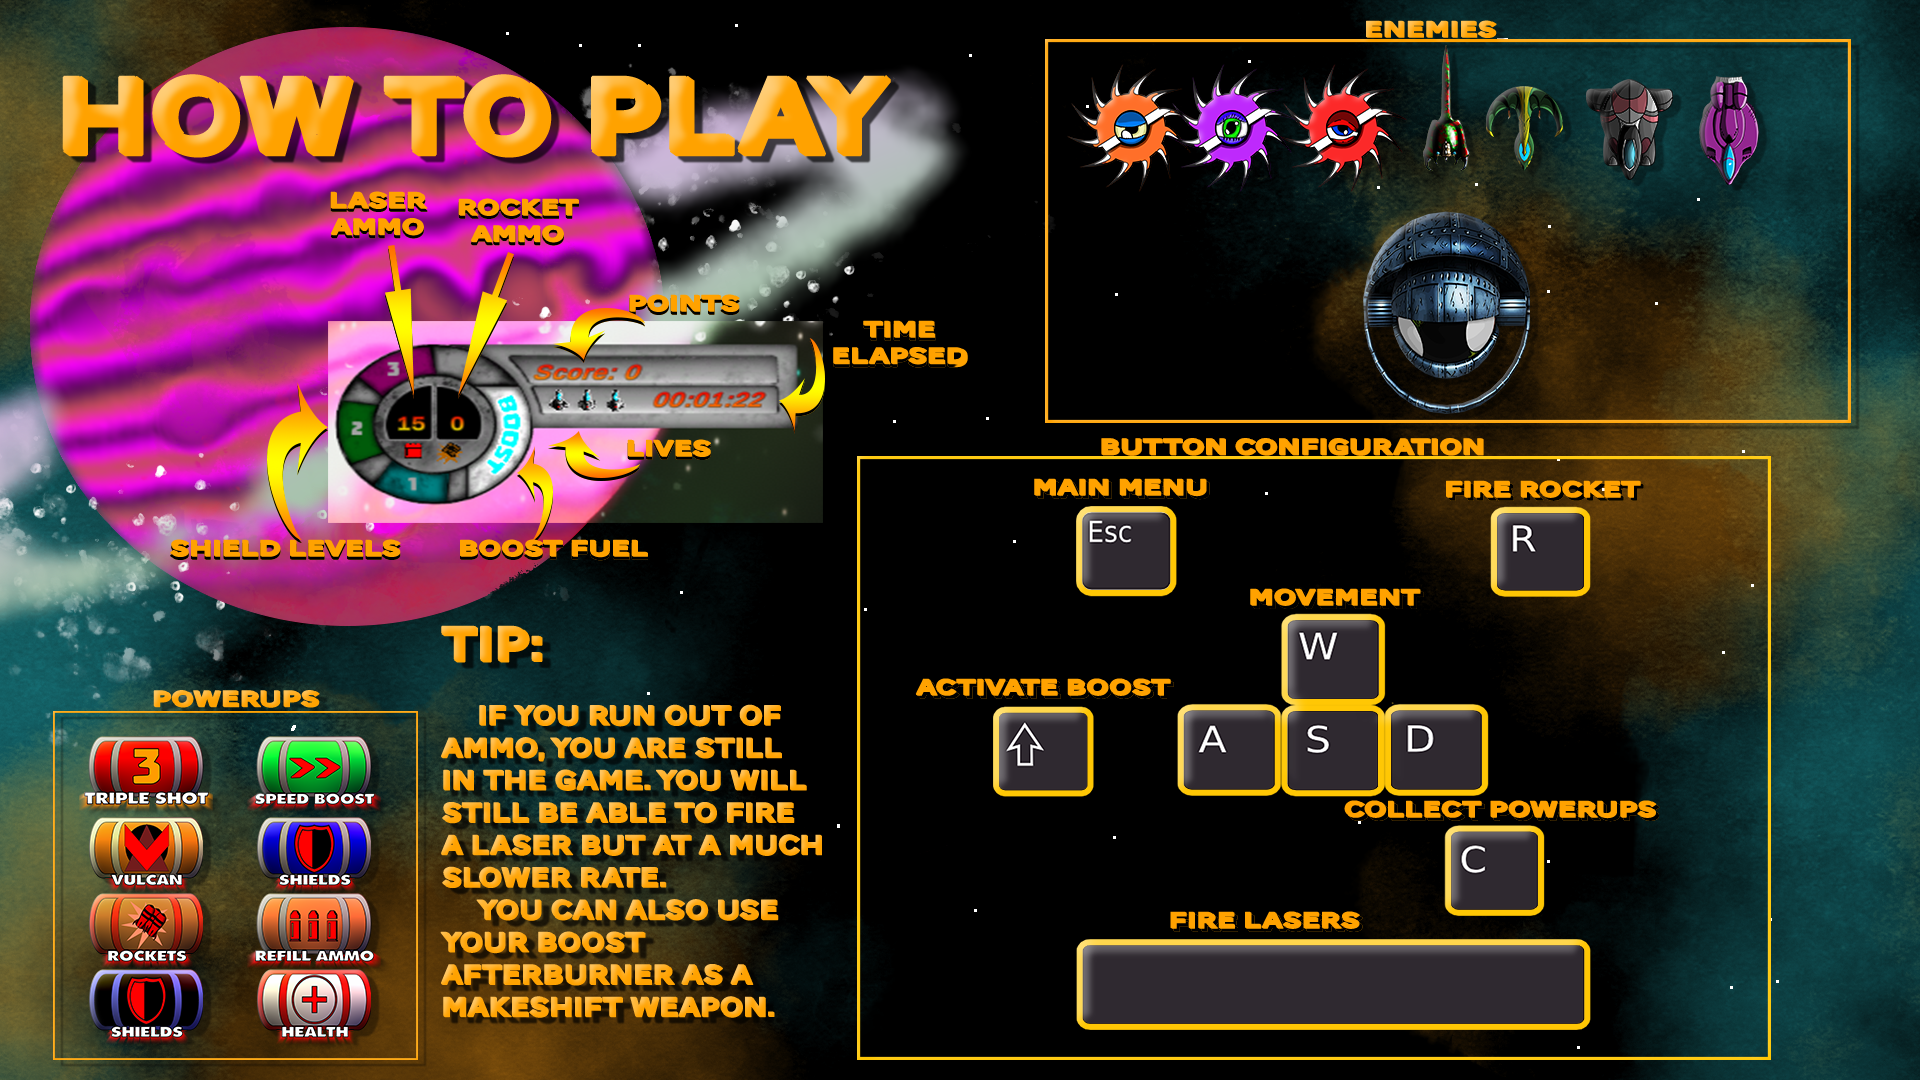 HOW TO PLAY
LASER
AMMO
ROCKET
AMMO
POINTS
TIME
ELAPSED
3
Score: 0
2
15
0
BOOST
00:01:22
1
LIVES
SHIELD LEVELS
BOOST FUEL
TIP:
IF YOU RUN OUT OF
AMMO, YOU ARE STILL
IN THE GAME. YOU WILL
STILL BE ABLE TO FIRE
A LASER BUT AT A MUCH
SLOWER RATE.
YOU CAN ALSO USE
YOUR BOOST
AFTERBURNER AS A
MAKESHIFT WEAPON.
POWERUPS
3
TRIPLE SHOT
SPEED BOOST
VULCAN
SHIELDS
ROCKETS
REFILL AMMO
SHIELDS
HEALTH
ENEMIES
BUTTON CONFIGURATION
MAIN MENU
Esc
FIRE ROCKET
R
MOVEMENT
W
ACTIVATE BOOST
A
S
D
COLLECT POWERUPS
C
FIRE LASERS